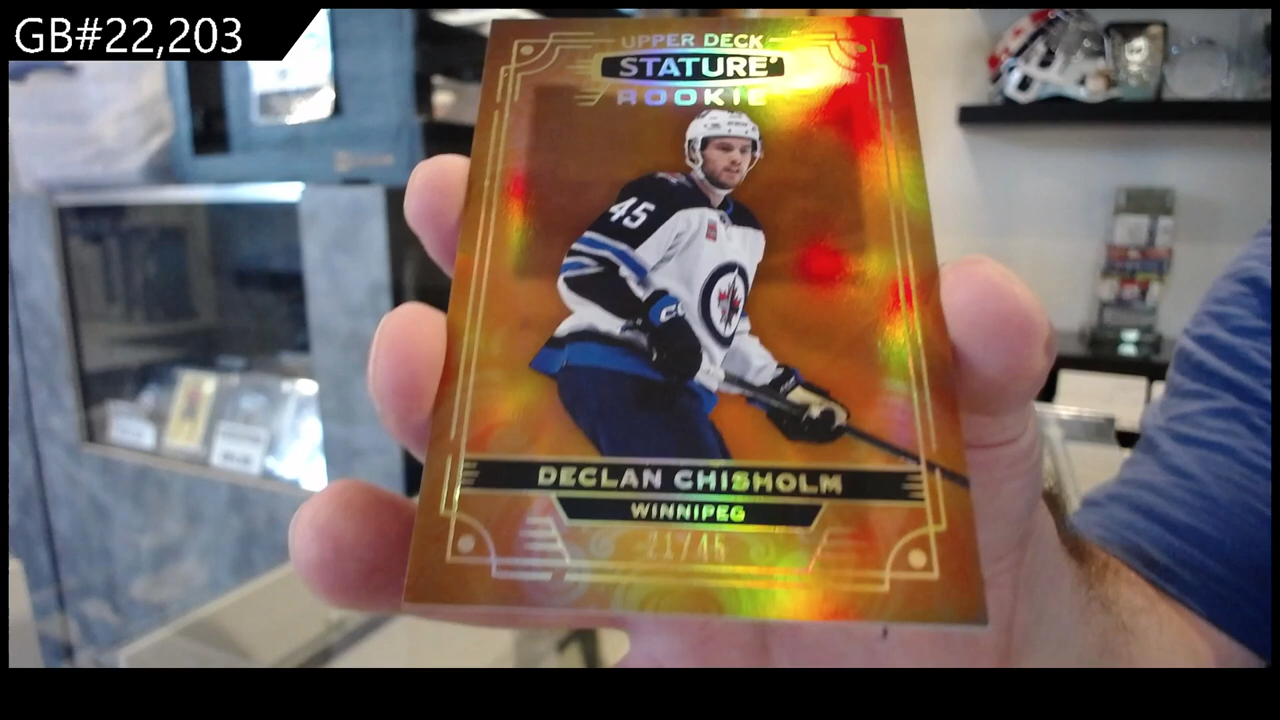 GB#22,203
UPPER DECK
STATURE
ROOKIE
45
DECLAN CHISHOLM
WINNIPEG